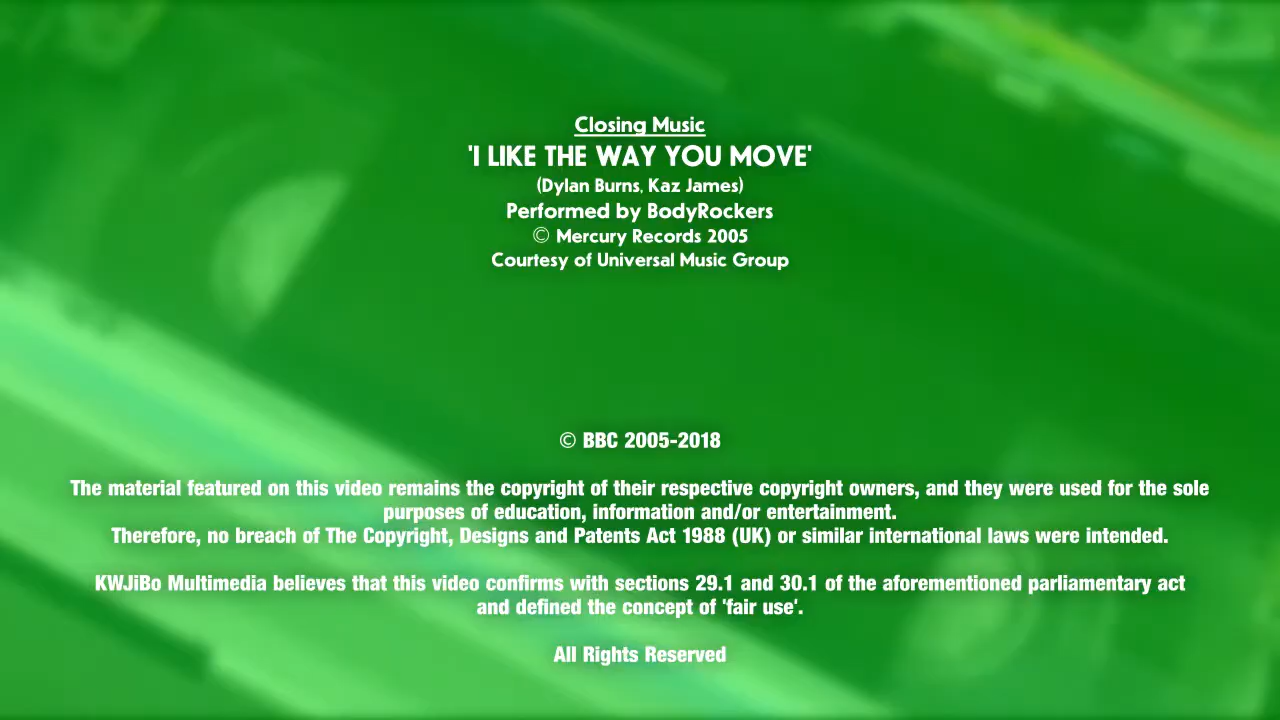 Closing Music
'I LIKE THE WAY YOU MOVE'
(Dylan Burns, Kaz James)
Performed by BodyRockers
© Mercury Records 2005
Courtesy of Universal Music Group
© BBC 2005-2018
The material featured on this video remains the copyright of their respective copyright owners, and they were used for the sole
purposes of education, information and/or entertainment.
Therefore, no breach of The Copyright, Designs and Patents Act 1988 (UK) or similar international laws were intended.
KWJiBo Multimedia believes that this video confirms with sections 29.1 and 30.1 of the aforementioned parliamentary act
and defined the concept of 'fair use'.
All Rights Reserved